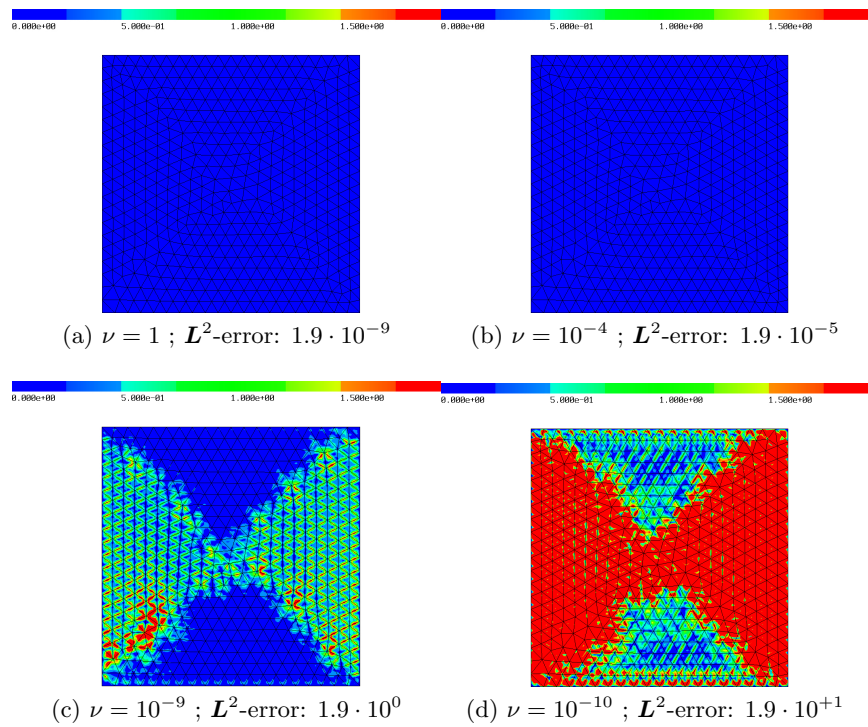 0.000e+00 5.000e-01 1.000e+00 1.500e+00 0.000e+00 5.000e-01 1.000e+00 1.500e+00
(a) ν = 1 ; L²-error: 1.9 · 10⁻⁹
(b) ν = 10⁻⁴ ; L²-error: 1.9 · 10⁻⁵
0.000e+00 5.000e-01 1.000e+00 1.500e+00 0.000e+00 5.000e-01 1.000e+00 1.500e+00
(c) ν = 10⁻⁹ ; L²-error: 1.9 · 10⁰
(d) ν = 10⁻¹⁰ ; L²-error: 1.9 · 10⁺¹